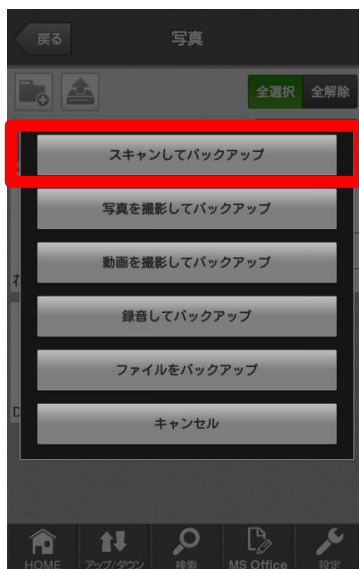 戻る
写真
全選択 全解除
スキャンしてバックアップ
写真を撮影してバックアップ
動画を撮影してバックアップ
録音してバックアップ
ファイルをバックアップ
キャンセル
D
HOME アップ/ダウン 検索 MS Office 設定